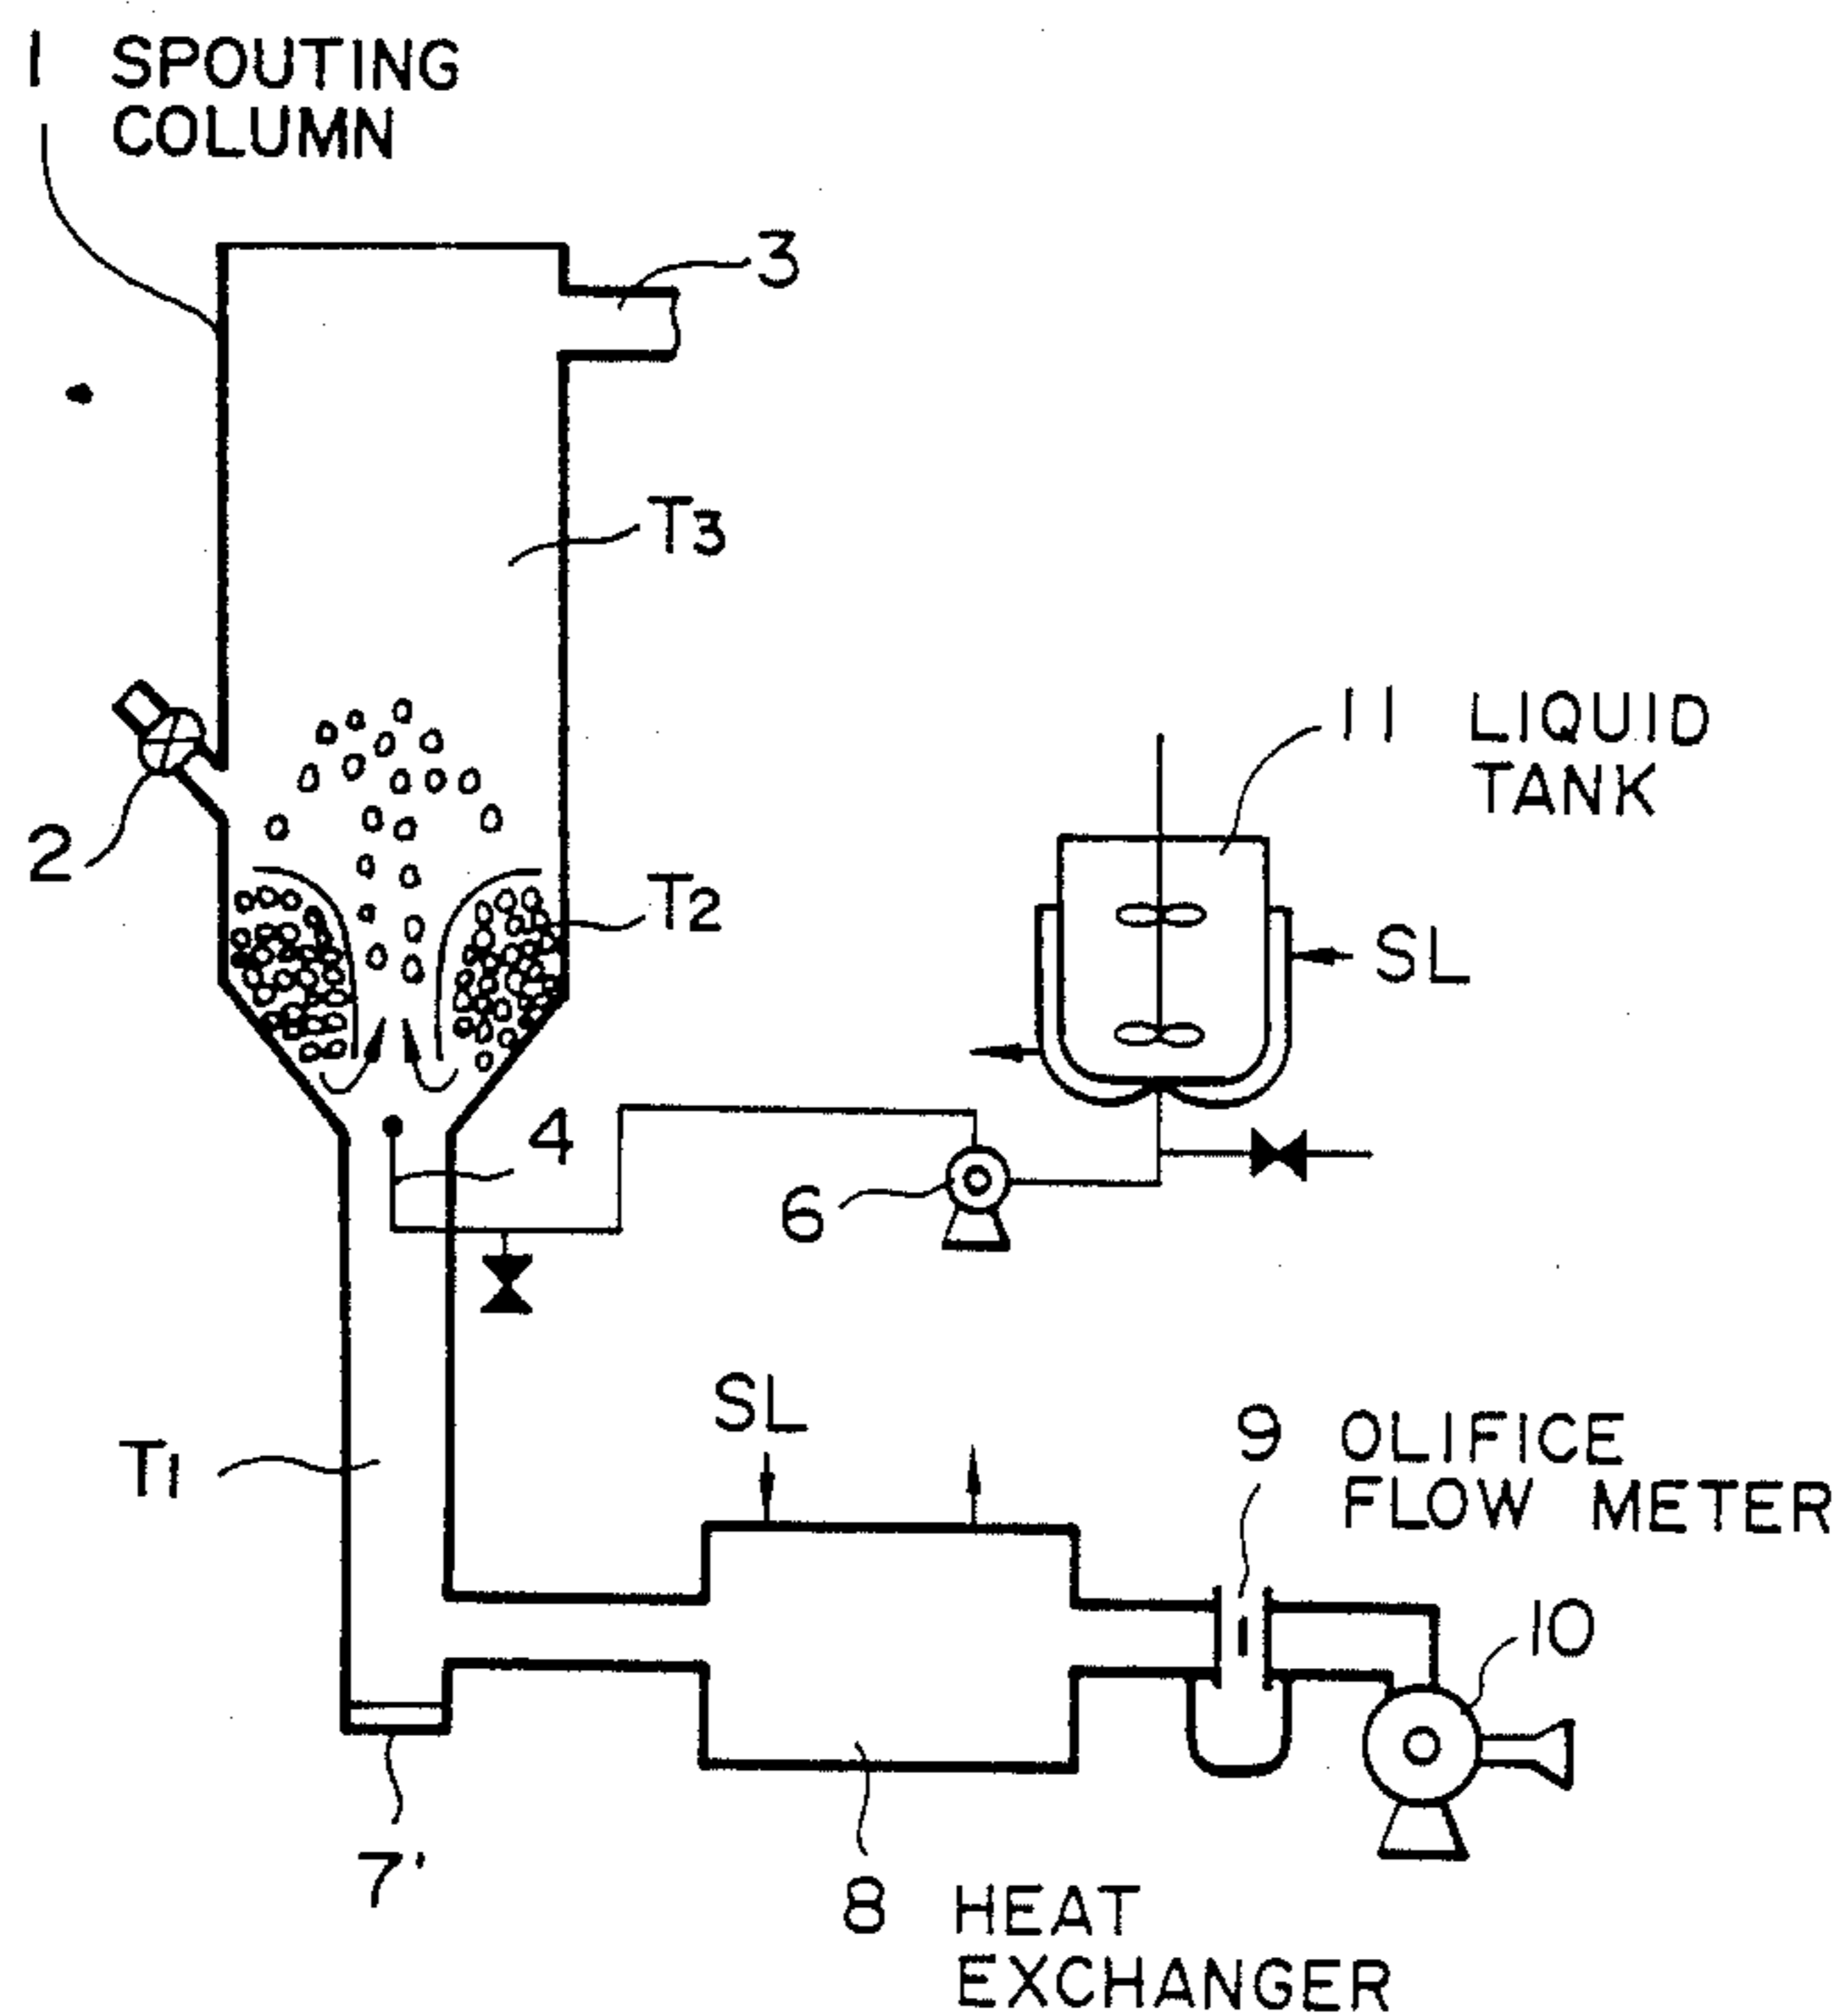 1 SPOUTING
COLUMN
3
T3
11 LIQUID
TANK
2
T2
SL
4
6
SL
9 OLIFICE
FLOW METER
T1
10
7'
8 HEAT
EXCHANGER